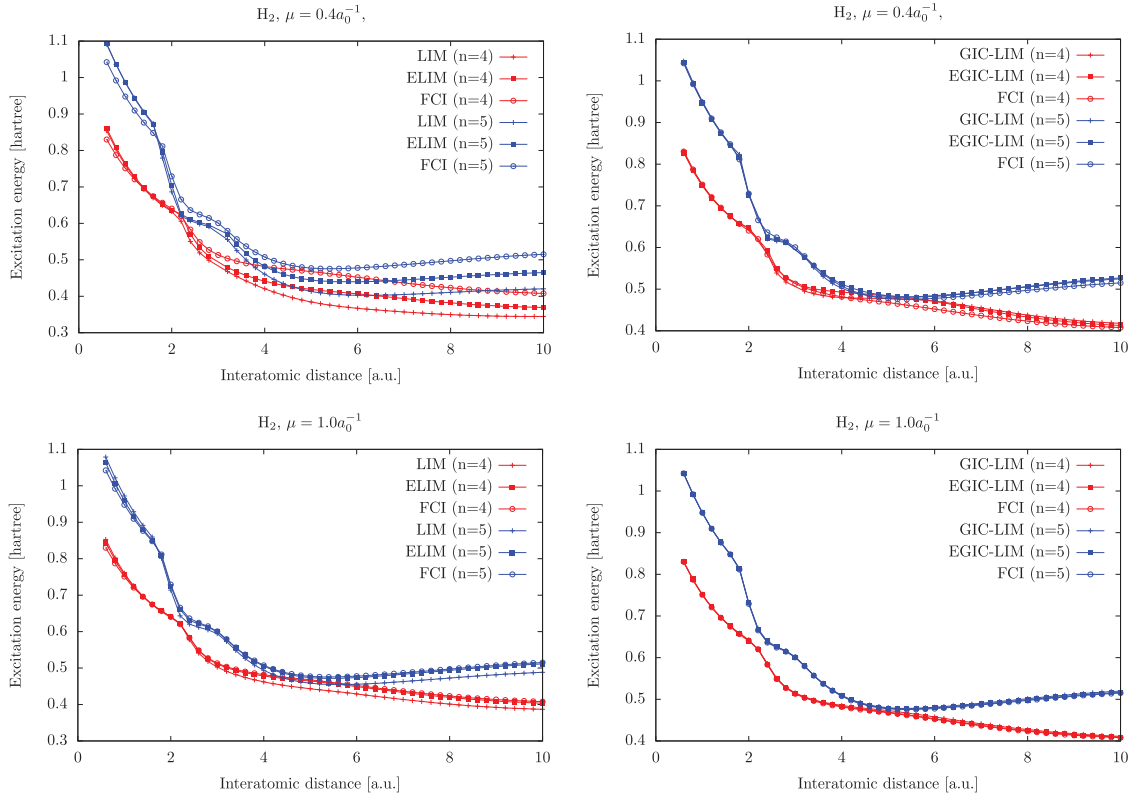 H2, μ = 0.4a0^-1,
Excitation energy [hartree]
1.1
1
0.9
0.8
0.7
0.6
0.5
0.4
0.3
0 2 4 6 8 10
Interatomic distance [a.u.]
LIM (n=4)
ELIM (n=4)
FCI (n=4)
LIM (n=5)
ELIM (n=5)
FCI (n=5)
H2, μ = 0.4a0^-1,
Excitation energy [hartree]
1.1
1
0.9
0.8
0.7
0.6
0.5
0.4
0 2 4 6 8 10
Interatomic distance [a.u.]
GIC-LIM (n=4)
EGIC-LIM (n=4)
FCI (n=4)
GIC-LIM (n=5)
EGIC-LIM (n=5)
FCI (n=5)
H2, μ = 1.0a0^-1
Excitation energy [hartree]
1.1
1
0.9
0.8
0.7
0.6
0.5
0.4
0.3
0 2 4 6 8 10
Interatomic distance [a.u.]
LIM (n=4)
ELIM (n=4)
FCI (n=4)
LIM (n=5)
ELIM (n=5)
FCI (n=5)
H2, μ = 1.0a0^-1
Excitation energy [hartree]
1.1
1
0.9
0.8
0.7
0.6
0.5
0.4
0 2 4 6 8 10
Interatomic distance [a.u.]
GIC-LIM (n=4)
EGIC-LIM (n=4)
FCI (n=4)
GIC-LIM (n=5)
EGIC-LIM (n=5)
FCI (n=5)